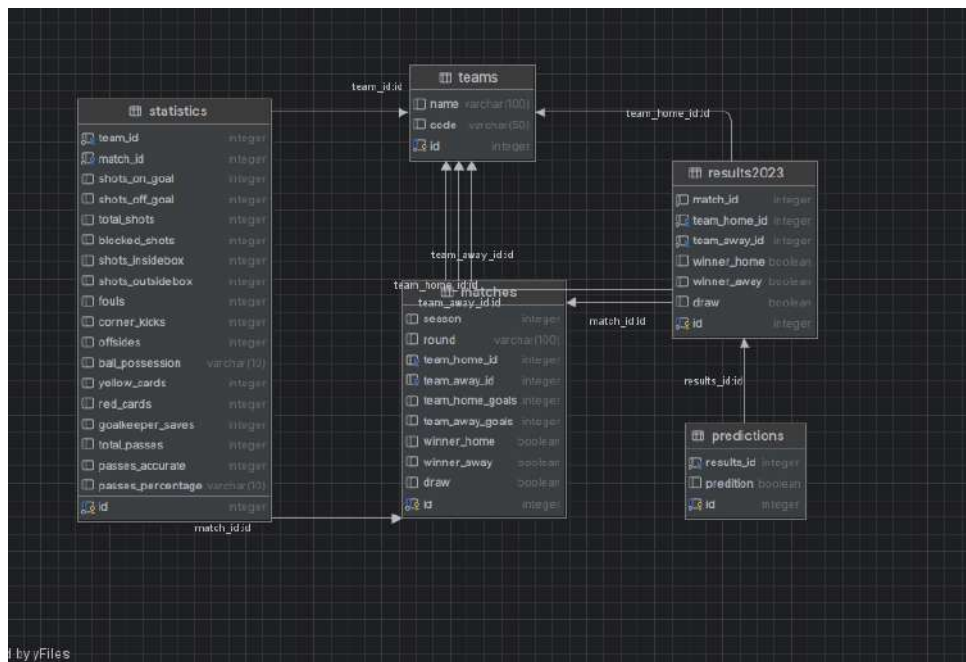 teams
name varchar(100)
code varchar(50)
id integer
team_id:id
statistics
team_id integer
match_id integer
shots_on_goal integer
shots_off_goal integer
total_shots integer
blocked_shots integer
shots_insidebox integer
shots_outsidebox integer
fouls integer
corner_kicks integer
offsides integer
ball_possession varchar(10)
yellow_cards integer
red_cards integer
goalkeeper_saves integer
total_passes integer
passes_accurate integer
passes_percentage varchar(10)
id integer
match_id:id
team_home_id:id
results2023
match_id integer
team_home_id integer
team_away_id integer
winner_home boolean
winner_away boolean
draw boolean
id integer
team_away_id:id
team_home_id:id
matches
team_away_id:id
season integer
round varchar(100)
team_home_id integer
team_away_id integer
team_home_goals integer
team_away_goals integer
winner_home boolean
winner_away boolean
draw boolean
id integer
match_id:id
results_id:id
predictions
results_id integer
predition boolean
id integer
d by yFiles